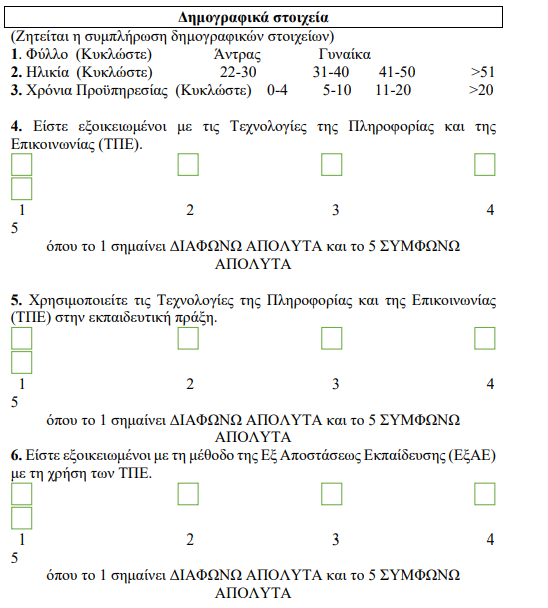 Δημογραφικά στοιχεία
(Ζητείται η συμπλήρωση δημογραφικών στοιχείων)
1. Φύλλο (Κυκλώστε) Άντρας Γυναίκα
2. Ηλικία (Κυκλώστε) 22-30 31-40 41-50 >51
3. Χρόνια Προϋπηρεσίας (Κυκλώστε) 0-4 5-10 11-20 >20
4. Είστε εξοικειωμένοι με τις Τεχνολογίες της Πληροφορίας και της
Επικοινωνίας (ΤΠΕ).
1 2 3 4
5
όπου το 1 σημαίνει ΔΙΑΦΩΝΩ ΑΠΟΛΥΤΑ και το 5 ΣΥΜΦΩΝΩ
ΑΠΟΛΥΤΑ
5. Χρησιμοποιείτε τις Τεχνολογίες της Πληροφορίας και της Επικοινωνίας
(ΤΠΕ) στην εκπαιδευτική πράξη.
1 2 3 4
5
όπου το 1 σημαίνει ΔΙΑΦΩΝΩ ΑΠΟΛΥΤΑ και το 5 ΣΥΜΦΩΝΩ
ΑΠΟΛΥΤΑ
6. Είστε εξοικειωμένοι με τη μέθοδο της Εξ Αποστάσεως Εκπαίδευσης (ΕξΑΕ)
με τη χρήση των ΤΠΕ.
1 2 3 4
5
όπου το 1 σημαίνει ΔΙΑΦΩΝΩ ΑΠΟΛΥΤΑ και το 5 ΣΥΜΦΩΝΩ
ΑΠΟΛΥΤΑ